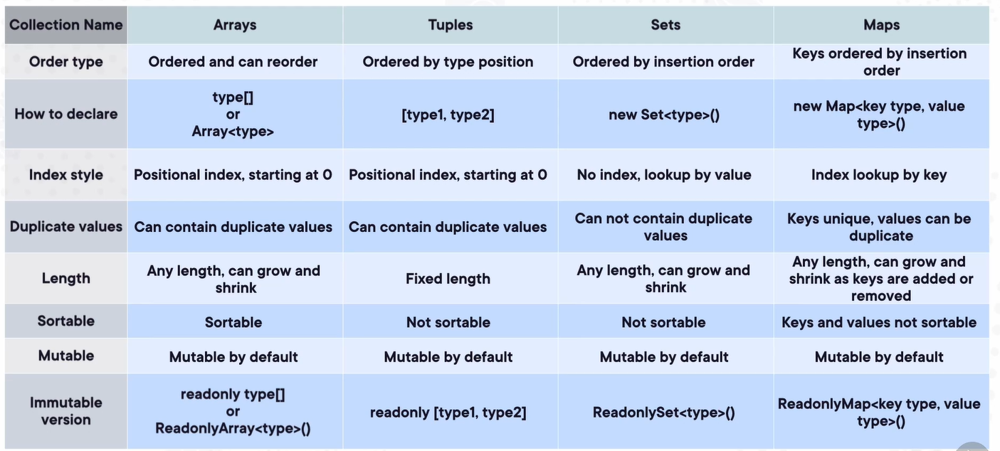 Collection Name Arrays Tuples Sets Maps
Order type Ordered and can reorder Ordered by type position Ordered by insertion order Keys ordered by insertion
order
How to declare type[]
or
Array<type> [type1, type2] new Set<type>() new Map<key type, value
type>()
Index style Positional index, starting at 0 Positional index, starting at 0 No index, lookup by value Index lookup by key
Duplicate values Can contain duplicate values Can contain duplicate values Can not contain duplicate
values Keys unique, values can be
duplicate
Length Any length, can grow and
shrink Fixed length Any length, can grow and
shrink Any length, can grow and
shrink as keys are added or
removed
Sortable Sortable Not sortable Not sortable Keys and values not sortable
Mutable Mutable by default Mutable by default Mutable by default Mutable by default
Immutable
version readonly type[]
or
ReadonlyArray<type>() readonly [type1, type2] ReadonlySet<type>() ReadonlyMap<key type, value
type>()